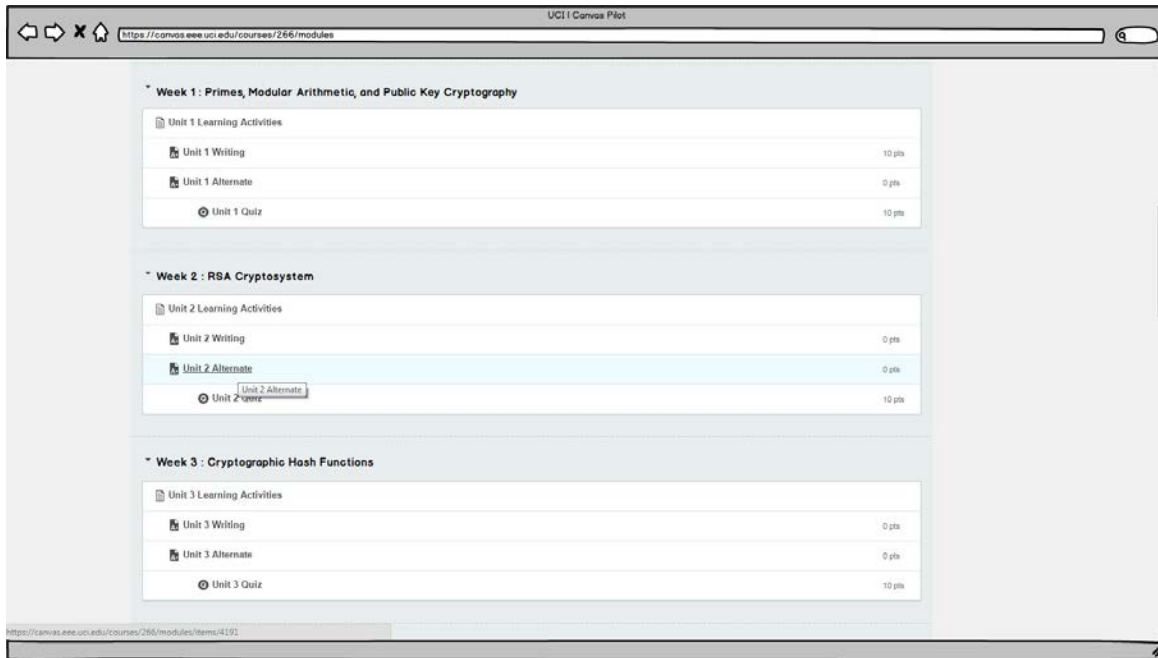 UCI | Canvas Pilot
https://canvas.eee.uci.edu/courses/266/modules
Week 1 : Primes, Modular Arithmetic, and Public Key Cryptography
Unit 1 Learning Activities
Unit 1 Writing 10 pts
Unit 1 Alternate 0 pts
Unit 1 Quiz 10 pts
Week 2 : RSA Cryptosystem
Unit 2 Learning Activities
Unit 2 Writing 0 pts
Unit 2 Alternate 0 pts
Unit 2 Alternate
Unit 2 Quiz 10 pts
Week 3 : Cryptographic Hash Functions
Unit 3 Learning Activities
Unit 3 Writing 0 pts
Unit 3 Alternate 0 pts
Unit 3 Quiz 10 pts
https://canvas.eee.uci.edu/courses/266/modules/items/4191